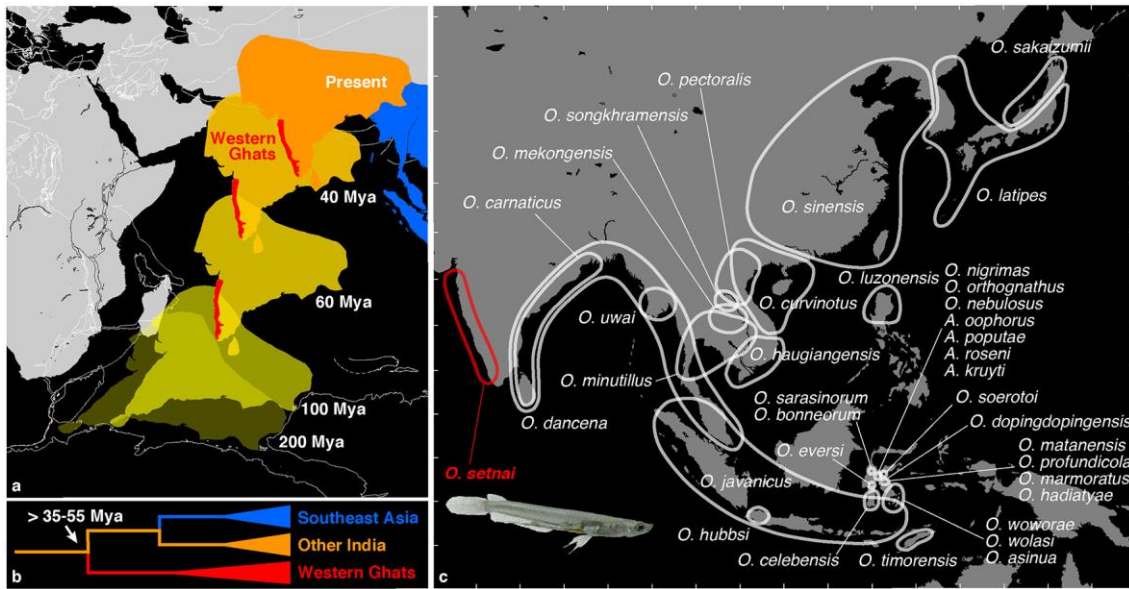 Present
Western
Ghats
40 Mya
60 Mya
100 Mya
200 Mya
a
> 35-55 Mya
Southeast Asia
Other India
Western Ghats
b
O. sakaizumii
O. pectoralis
O. songkhramensis
O. mekongensis
O. carnaticus
O. sinensis
O. latipes
O. luzonensis
O. nigrimas
O. orthognathus
O. nebulosus
A. oophorus
A. poputae
A. roseni
A. kruyti
O. curvinotus
O. uwai
O. haugiangensis
O. minutillus
O. sarasinorum
O. bonneorum
O. soerotoi
O. dopingdopingensis
O. dancena
O. eversi
O. matanensis
O. profundicola
O. marmoratus
O. hadiatyae
O. setnai
O. javanicus
O. hubbsi
O. woworae
O. wolasi
O. asinua
O. celebensis
O. timorensis
c